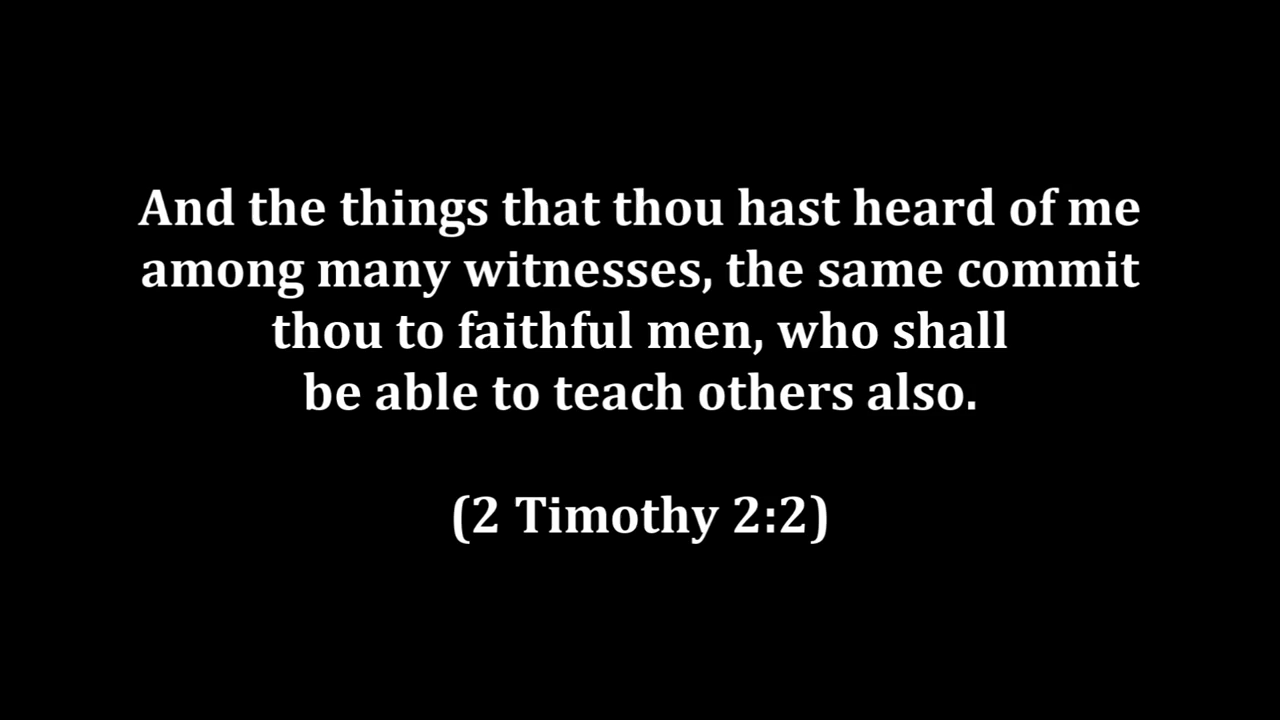 And the things that thou hast heard of me
among many witnesses, the same commit
thou to faithful men, who shall
be able to teach others also.
(2 Timothy 2:2)